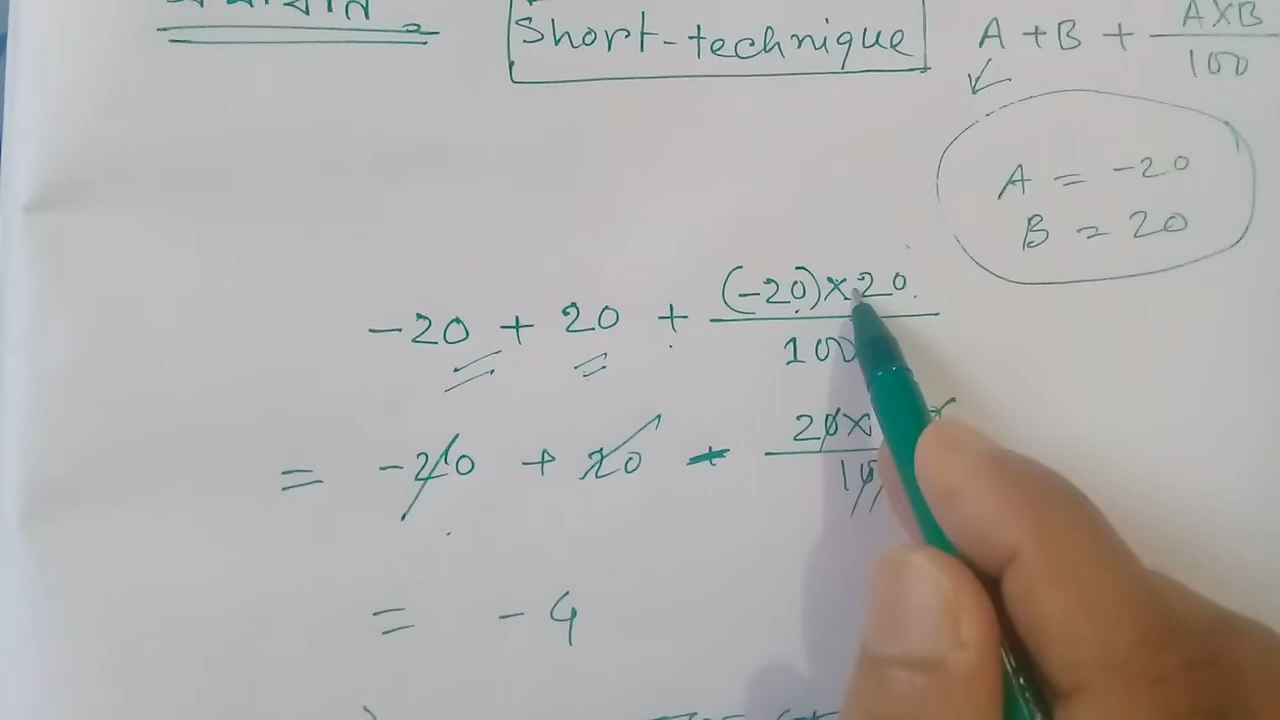 Short-technique
A + B + A×B/100
A = -20
B = 20
-20 + 20 + (-20)×20/100
= -20 + 20 -
= -4